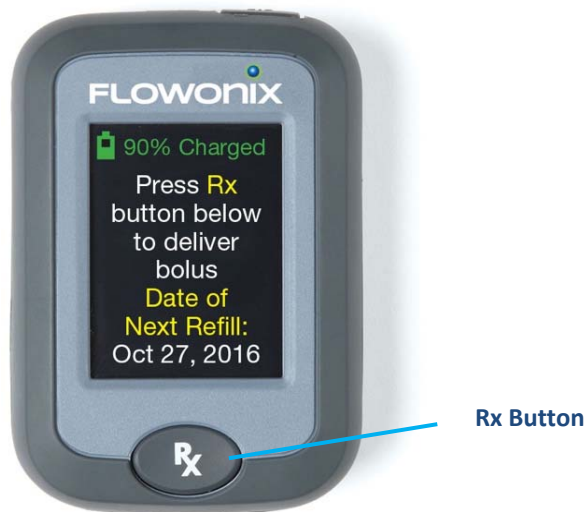 FLOWONIX
90% Charged
Press Rx
button below
to deliver
bolus
Date of
Next Refill:
Oct 27, 2016
Rx
Rx Button